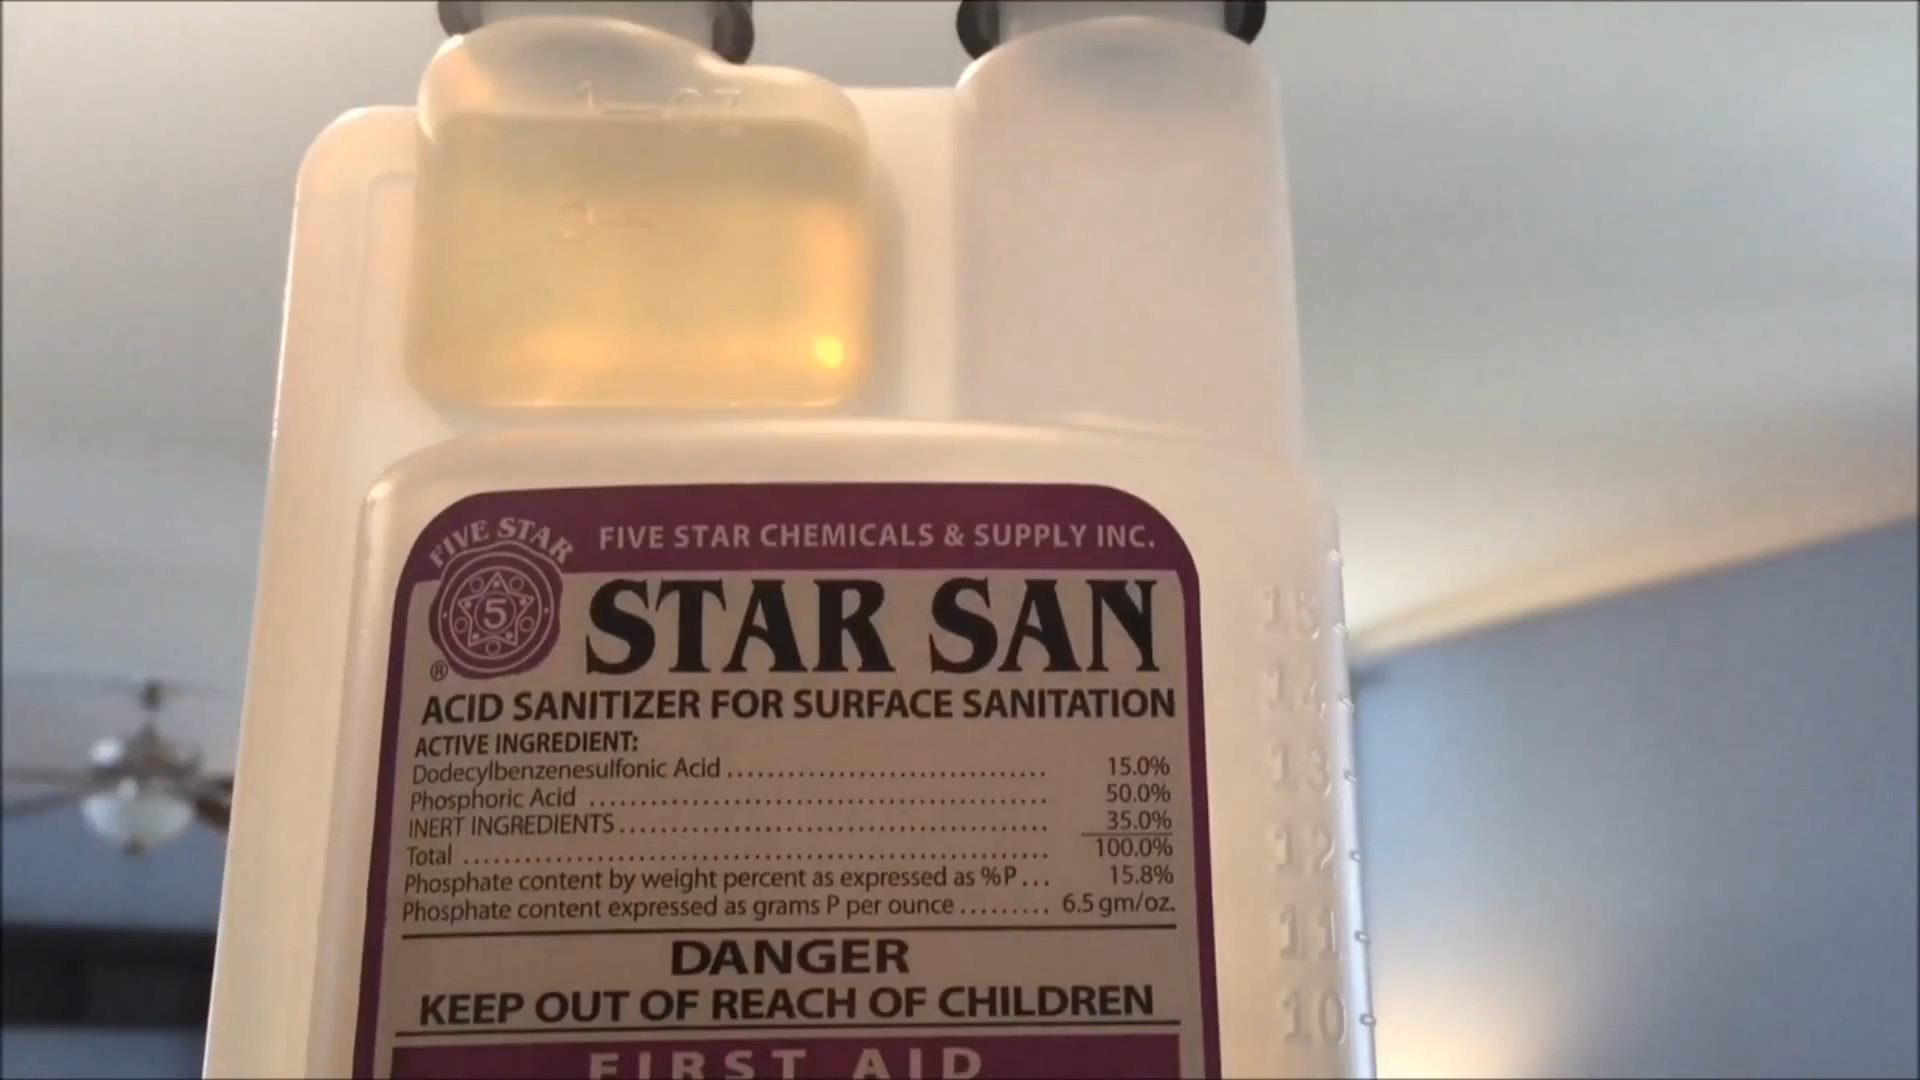 1 OZ
2
FIVE STAR
FIVE STAR CHEMICALS & SUPPLY INC.
5
STAR SAN
®
ACID SANITIZER FOR SURFACE SANITATION
ACTIVE INGREDIENT:
Dodecylbenzenesulfonic Acid .................................. 15.0%
Phosphoric Acid ................................................ 50.0%
INERT INGREDIENTS ............................................. 35.0%
Total ............................................................ 100.0%
Phosphate content by weight percent as expressed as %P ... 15.8%
Phosphate content expressed as grams P per ounce ......... 6.5 gm/oz.
DANGER
KEEP OUT OF REACH OF CHILDREN
FIRST AID
15
14
13
12
11
10